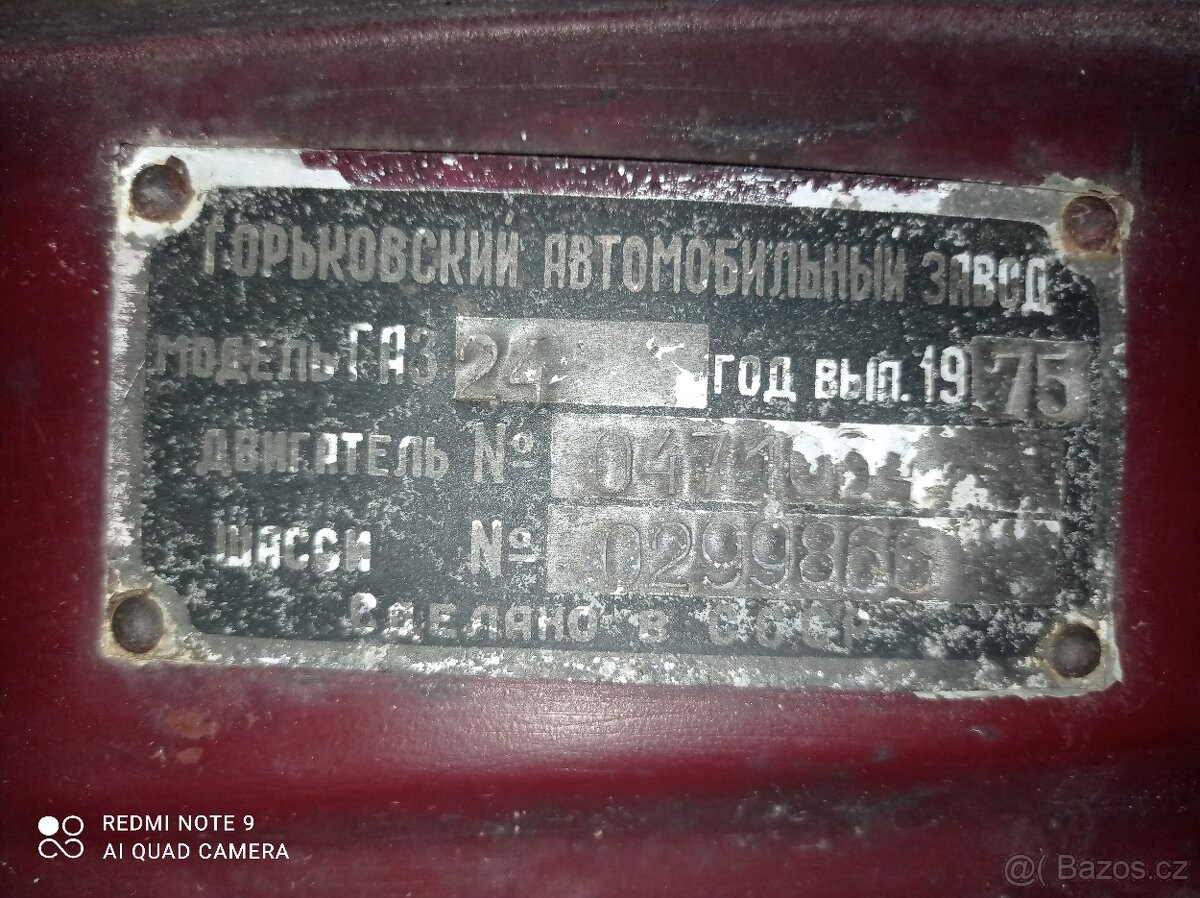 ГОРЬКОВСКИЙ АВТОМОБИЛЬНЫЙ ЗАВОД
МОДЕЛЬ ГАЗ 24 ГОД ВЫП. 1975
ДВИГАТЕЛЬ №
ШАССИ № 0299866
СДЕЛАНО В СССР
REDMI NOTE 9
AI QUAD CAMERA
@( Bazos.cz